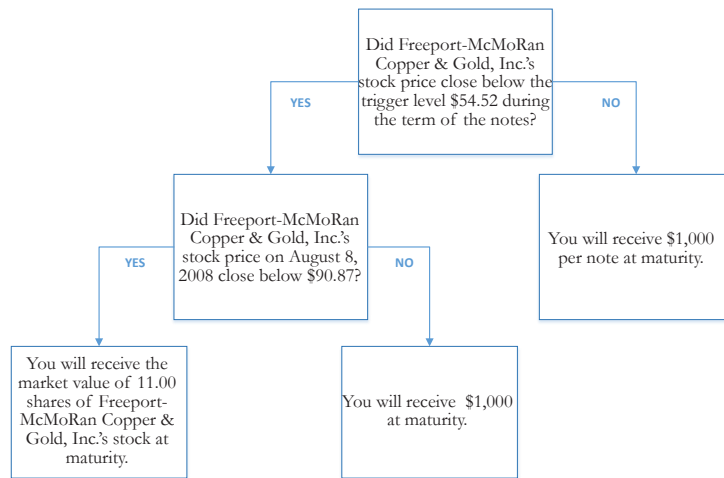 Did Freeport-McMoRan
Copper & Gold, Inc.'s
stock price close below the
trigger level $54.52 during
the term of the notes?
YES
NO
Did Freeport-McMoRan
Copper & Gold, Inc.'s
stock price on August 8,
2008 close below $90.87?
You will receive $1,000
per note at maturity.
YES
NO
You will receive the
market value of 11.00
shares of Freeport-
McMoRan Copper &
Gold, Inc.'s stock at
maturity.
You will receive $1,000
at maturity.